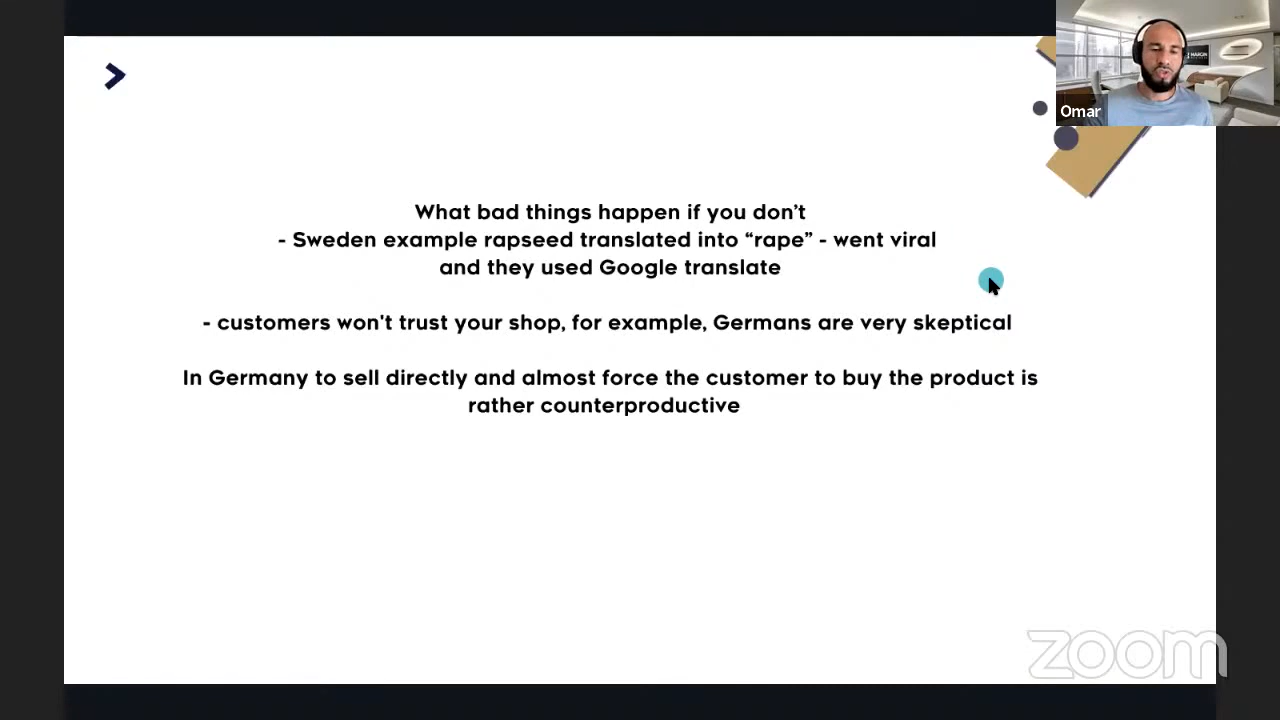 Omar
What bad things happen if you don’t
- Sweden example rapseed translated into “rape” - went viral
and they used Google translate
- customers won't trust your shop, for example, Germans are very skeptical
In Germany to sell directly and almost force the customer to buy the product is
rather counterproductive
zoom